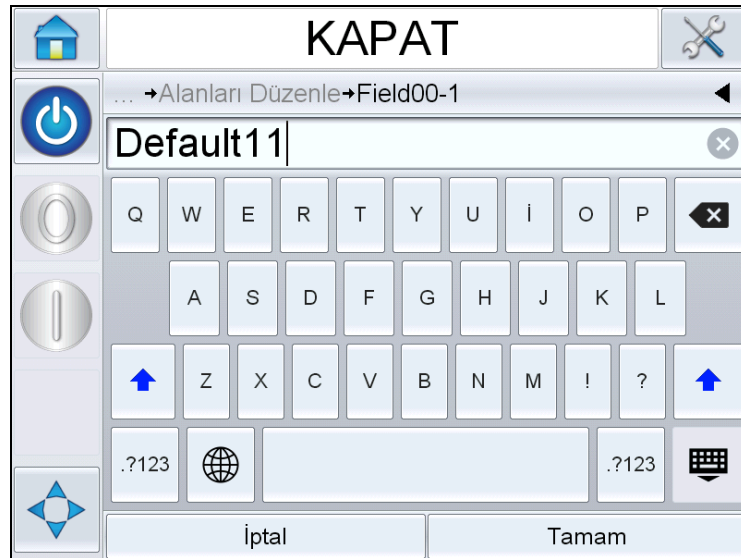 KAPAT
... →Alanları Düzenle→Field00-1
Default11
Q W E R T Y U İ O P
A S D F G H J K L
Z X C V B N M ! ?
.?123 .?123
İptal Tamam